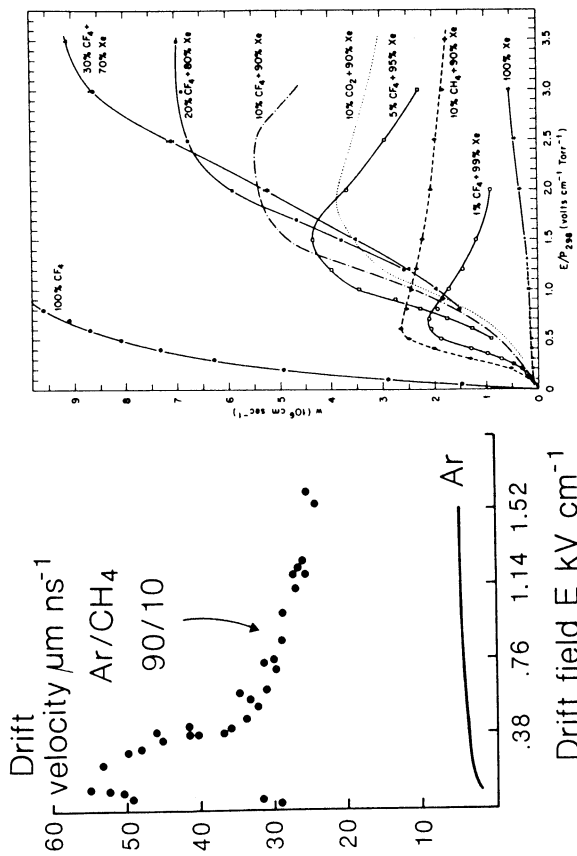 Drift
velocity μm ns⁻¹
Ar/CH₄
90/10
Ar
60
50
40
30
20
10
.38
.76
1.14
1.52
Drift field E kV cm⁻¹
100% CF₄
30% CF₄+
70% Xe
20% CF₄+80% Xe
10% CF₄+90% Xe
10% CO₂+90% Xe
5% CF₄+95% Xe
10% CH₄+90% Xe
1% CF₄+99% Xe
100% Xe
w (10⁶ cm sec⁻¹)
9
8
7
6
5
4
3
2
1
0
0
0.5
1.0
1.5
2.0
2.5
3.0
3.5
E/P₂₉₈ (volts cm⁻¹ Torr⁻¹)